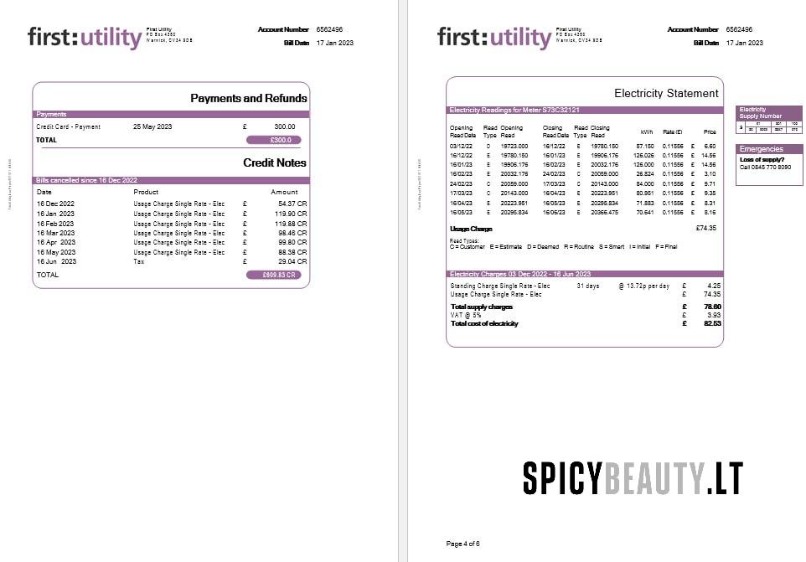 first:utility
First Utility
PO Box 4360
Warwick, CV34 9DB
Account Number 6562496
Bill Date 17 Jan 2023
Payments and Refunds
Payments
Credit Card - Payment 25 May 2023 £ 300.00
TOTAL £300.0
Credit Notes
Bills cancelled since 16 Dec 2022
Date Product Amount
16 Dec 2022 Usage Charge Single Rate - Elec £ 54.37 CR
16 Jan 2023 Usage Charge Single Rate - Elec £ 119.90 CR
16 Feb 2023 Usage Charge Single Rate - Elec £ 119.88 CR
16 Mar 2023 Usage Charge Single Rate - Elec £ 98.46 CR
16 Apr 2023 Usage Charge Single Rate - Elec £ 99.80 CR
16 May 2023 Usage Charge Single Rate - Elec £ 88.38 CR
16 Jun 2023 Tax £ 29.04 CR
TOTAL £609.83 CR
first:utility
First Utility
PO Box 4360
Warwick, CV34 9DB
Account Number 6562496
Bill Date 17 Jan 2023
Electricity Statement
Electricity Readings for Meter S73C32121
Opening Read Opening Closing Read Closing kWh Rate (£) Price
Read Date Type Read Read Date Type Read
03/12/22 C 19723.000 16/12/22 E 19780.150 57.150 0.11556 £ 6.60
16/12/22 E 19780.150 16/01/23 E 19906.176 126.026 0.11556 £ 14.56
16/01/23 E 19906.176 16/02/23 E 20032.176 126.000 0.11556 £ 14.56
16/02/23 E 20032.176 24/02/23 C 20059.000 26.824 0.11556 £ 3.10
24/02/23 C 20059.000 17/03/23 C 20143.000 84.000 0.11556 £ 9.71
17/03/23 C 20143.000 16/04/23 E 20223.951 80.951 0.11556 £ 9.35
16/04/23 E 20223.951 16/05/23 E 20295.834 71.883 0.11556 £ 8.31
16/05/23 E 20295.834 16/06/23 E 20366.475 70.641 0.11556 £ 8.16
Usage Charge £74.35
Read Types:
C = Customer E = Estimate D = Deemed R = Routine S = Smart I = Initial F = Final
Electricity Charges 03 Dec 2022 - 16 Jun 2023
Standing Charge Single Rate - Elec 31 days @ 13.72p per day £ 4.25
Usage Charge Single Rate - Elec £ 74.35
Total supply charges £ 78.60
VAT @ 5% £ 3.93
Total cost of electricity £ 82.53
Electricity
Supply Number
S
Emergencies
Loss of supply?
Call 0845 770 8090
SPICYBEAUTY.LT
Page 4 of 6